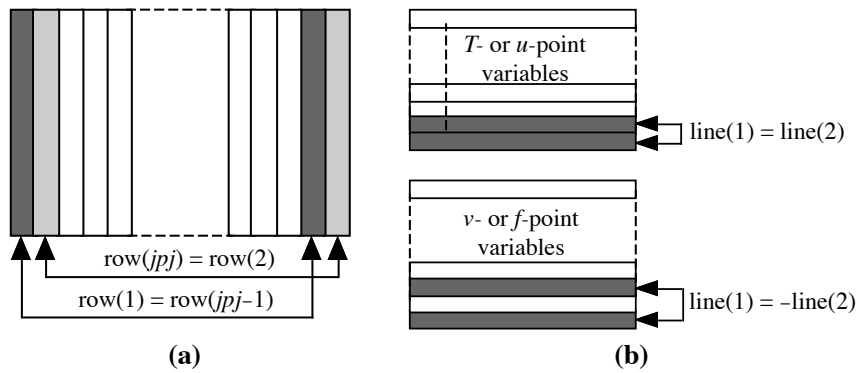 row(jpj) = row(2)
row(1) = row(jpj–1)
(a)
T- or u-point
variables
line(1) = line(2)
v- or f-point
variables
line(1) = –line(2)
(b)